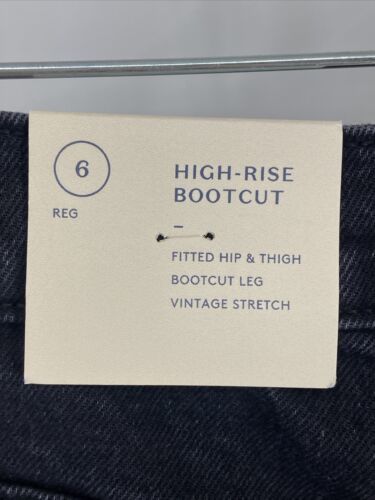 6
REG
HIGH-RISE
BOOTCUT
–
FITTED HIP & THIGH
BOOTCUT LEG
VINTAGE STRETCH